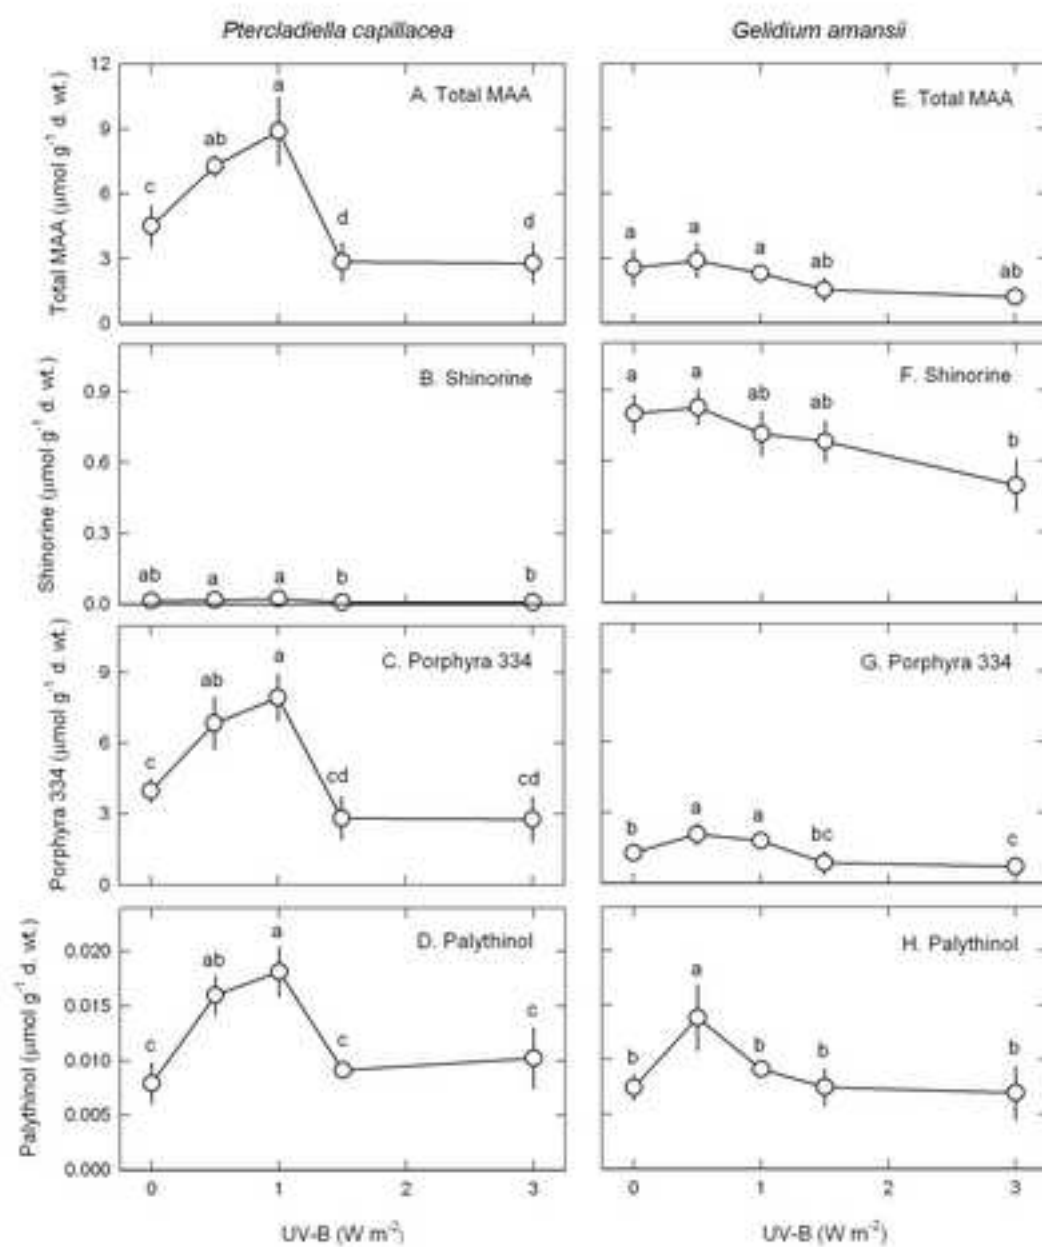 Ptercladiella capillacea
Gelidium amansii
Total MAA (μmol g⁻¹ d. wt.)
12
9
6
3
0
A. Total MAA
c
ab
a
d
d
E. Total MAA
a
a
a
ab
ab
Shinorine (μmol g⁻¹ d. wt.)
0.9
0.6
0.3
0.0
B. Shinorine
ab
a
a
b
b
F. Shinorine
a
a
ab
ab
b
Porphyra 334 (μmol g⁻¹ d. wt.)
9
6
3
0
C. Porphyra 334
c
ab
a
cd
cd
G. Porphyra 334
b
a
a
bc
c
Palythinol (μmol g⁻¹ d. wt.)
0.020
0.015
0.010
0.005
0.000
D. Palythinol
c
ab
a
c
c
H. Palythinol
b
a
b
b
b
0 1 2 3
0 1 2 3
UV-B (W m⁻²)
UV-B (W m⁻²)